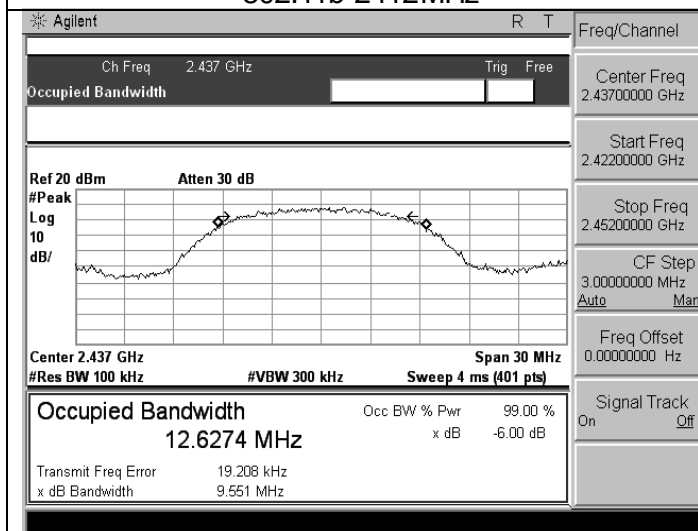 802.11b 2412MHz
Agilent R T
Freq/Channel
Ch Freq 2.437 GHz Trig Free
Occupied Bandwidth
Center Freq
2.43700000 GHz
Start Freq
2.42200000 GHz
Stop Freq
2.45200000 GHz
CF Step
3.00000000 MHz
Auto Man
Freq Offset
0.00000000 Hz
Signal Track
On Off
Ref 20 dBm Atten 30 dB
#Peak
Log
10
dB/
Center 2.437 GHz Span 30 MHz
#Res BW 100 kHz #VBW 300 kHz Sweep 4 ms (401 pts)
Occupied Bandwidth
12.6274 MHz
Occ BW % Pwr 99.00 %
x dB -6.00 dB
Transmit Freq Error 19.208 kHz
x dB Bandwidth 9.551 MHz